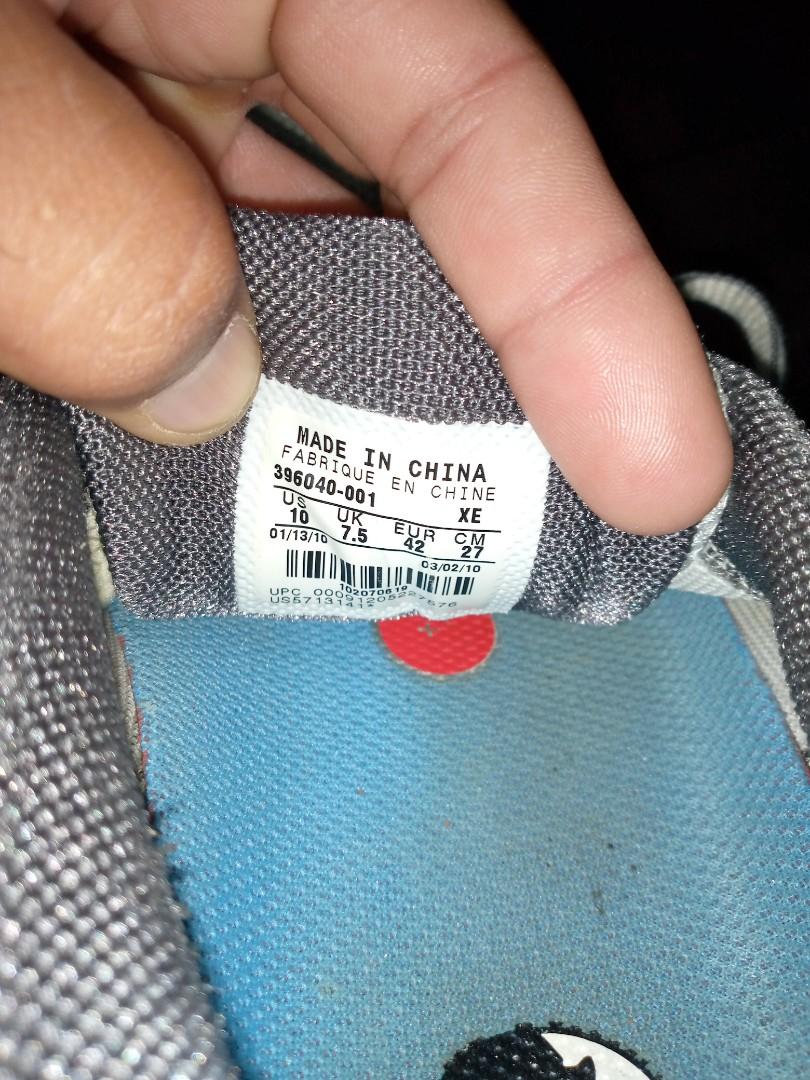 MADE IN CHINA
FABRIQUE EN CHINE
396040-001 XE
US UK EUR CM
10 7.5 42 27
01/13/10 03/02/10
UPC